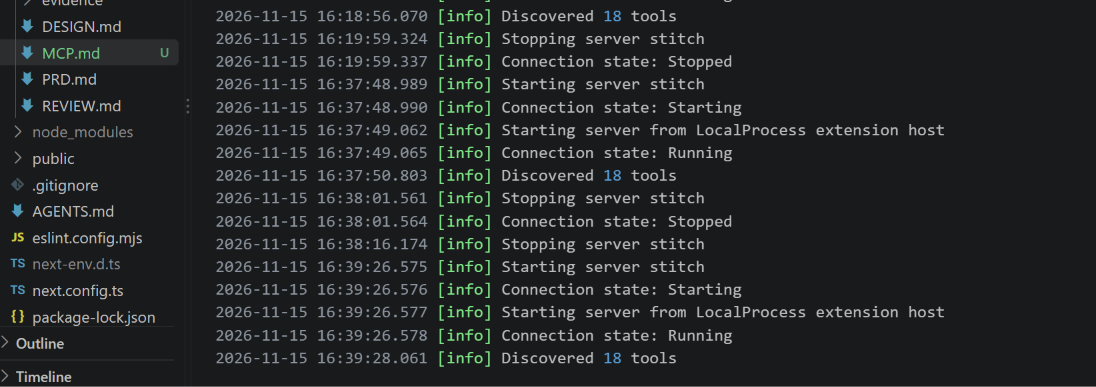 evidence
DESIGN.md
MCP.md U
PRD.md
REVIEW.md
node_modules
public
.gitignore
AGENTS.md
JS eslint.config.mjs
TS next-env.d.ts
TS next.config.ts
{} package-lock.json
Outline
Timeline
2026-11-15 16:18:56.070 [info] Discovered 18 tools
2026-11-15 16:19:59.324 [info] Stopping server stitch
2026-11-15 16:19:59.337 [info] Connection state: Stopped
2026-11-15 16:37:48.989 [info] Starting server stitch
2026-11-15 16:37:48.990 [info] Connection state: Starting
2026-11-15 16:37:49.062 [info] Starting server from LocalProcess extension host
2026-11-15 16:37:49.065 [info] Connection state: Running
2026-11-15 16:37:50.803 [info] Discovered 18 tools
2026-11-15 16:38:01.561 [info] Stopping server stitch
2026-11-15 16:38:01.564 [info] Connection state: Stopped
2026-11-15 16:38:16.174 [info] Stopping server stitch
2026-11-15 16:39:26.575 [info] Starting server stitch
2026-11-15 16:39:26.576 [info] Connection state: Starting
2026-11-15 16:39:26.577 [info] Starting server from LocalProcess extension host
2026-11-15 16:39:26.578 [info] Connection state: Running
2026-11-15 16:39:28.061 [info] Discovered 18 tools